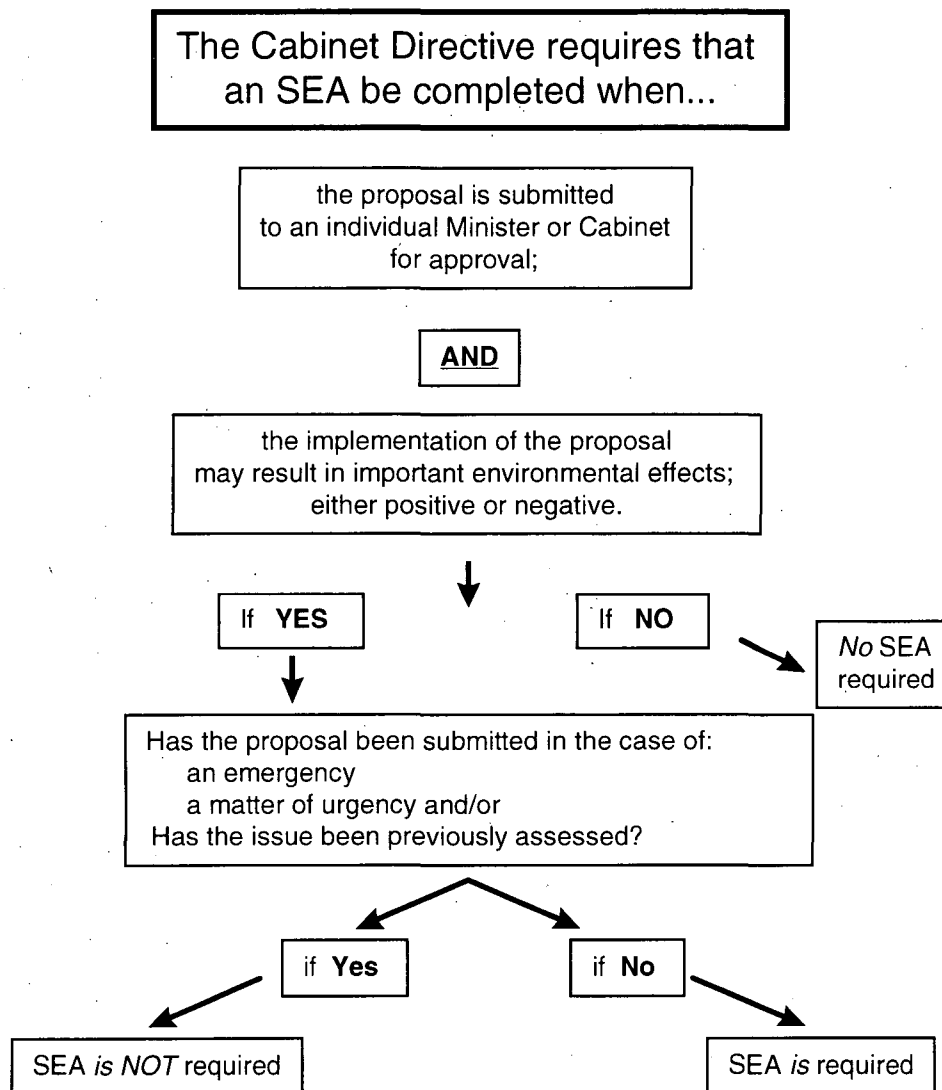 The Cabinet Directive requires that
an SEA be completed when...
the proposal is submitted
to an individual Minister or Cabinet
for approval;
AND
the implementation of the proposal
may result in important environmental effects;
either positive or negative.
If YES
If NO
No SEA
required
Has the proposal been submitted in the case of:
an emergency
a matter of urgency and/or
Has the issue been previously assessed?
if Yes
if No
SEA is NOT required
SEA is required